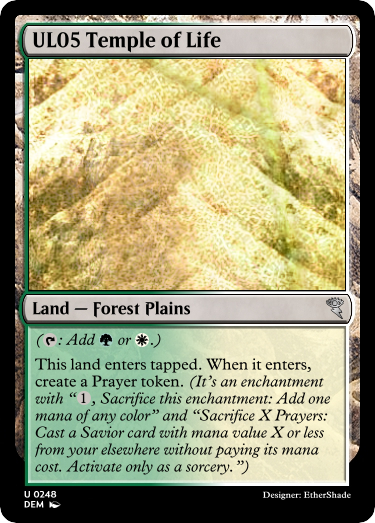 UL05 Temple of Life
Land — Forest Plains
(: Add or .)
This land enters tapped. When it enters,
create a Prayer token. (It's an enchantment
with “1, Sacrifice this enchantment: Add one
mana of any color” and “Sacrifice X Prayers:
Cast a Savior card with mana value X or less
from your elsewhere without paying its mana
cost. Activate only as a sorcery.”)
U 0248
DEM
Designer: EtherShade